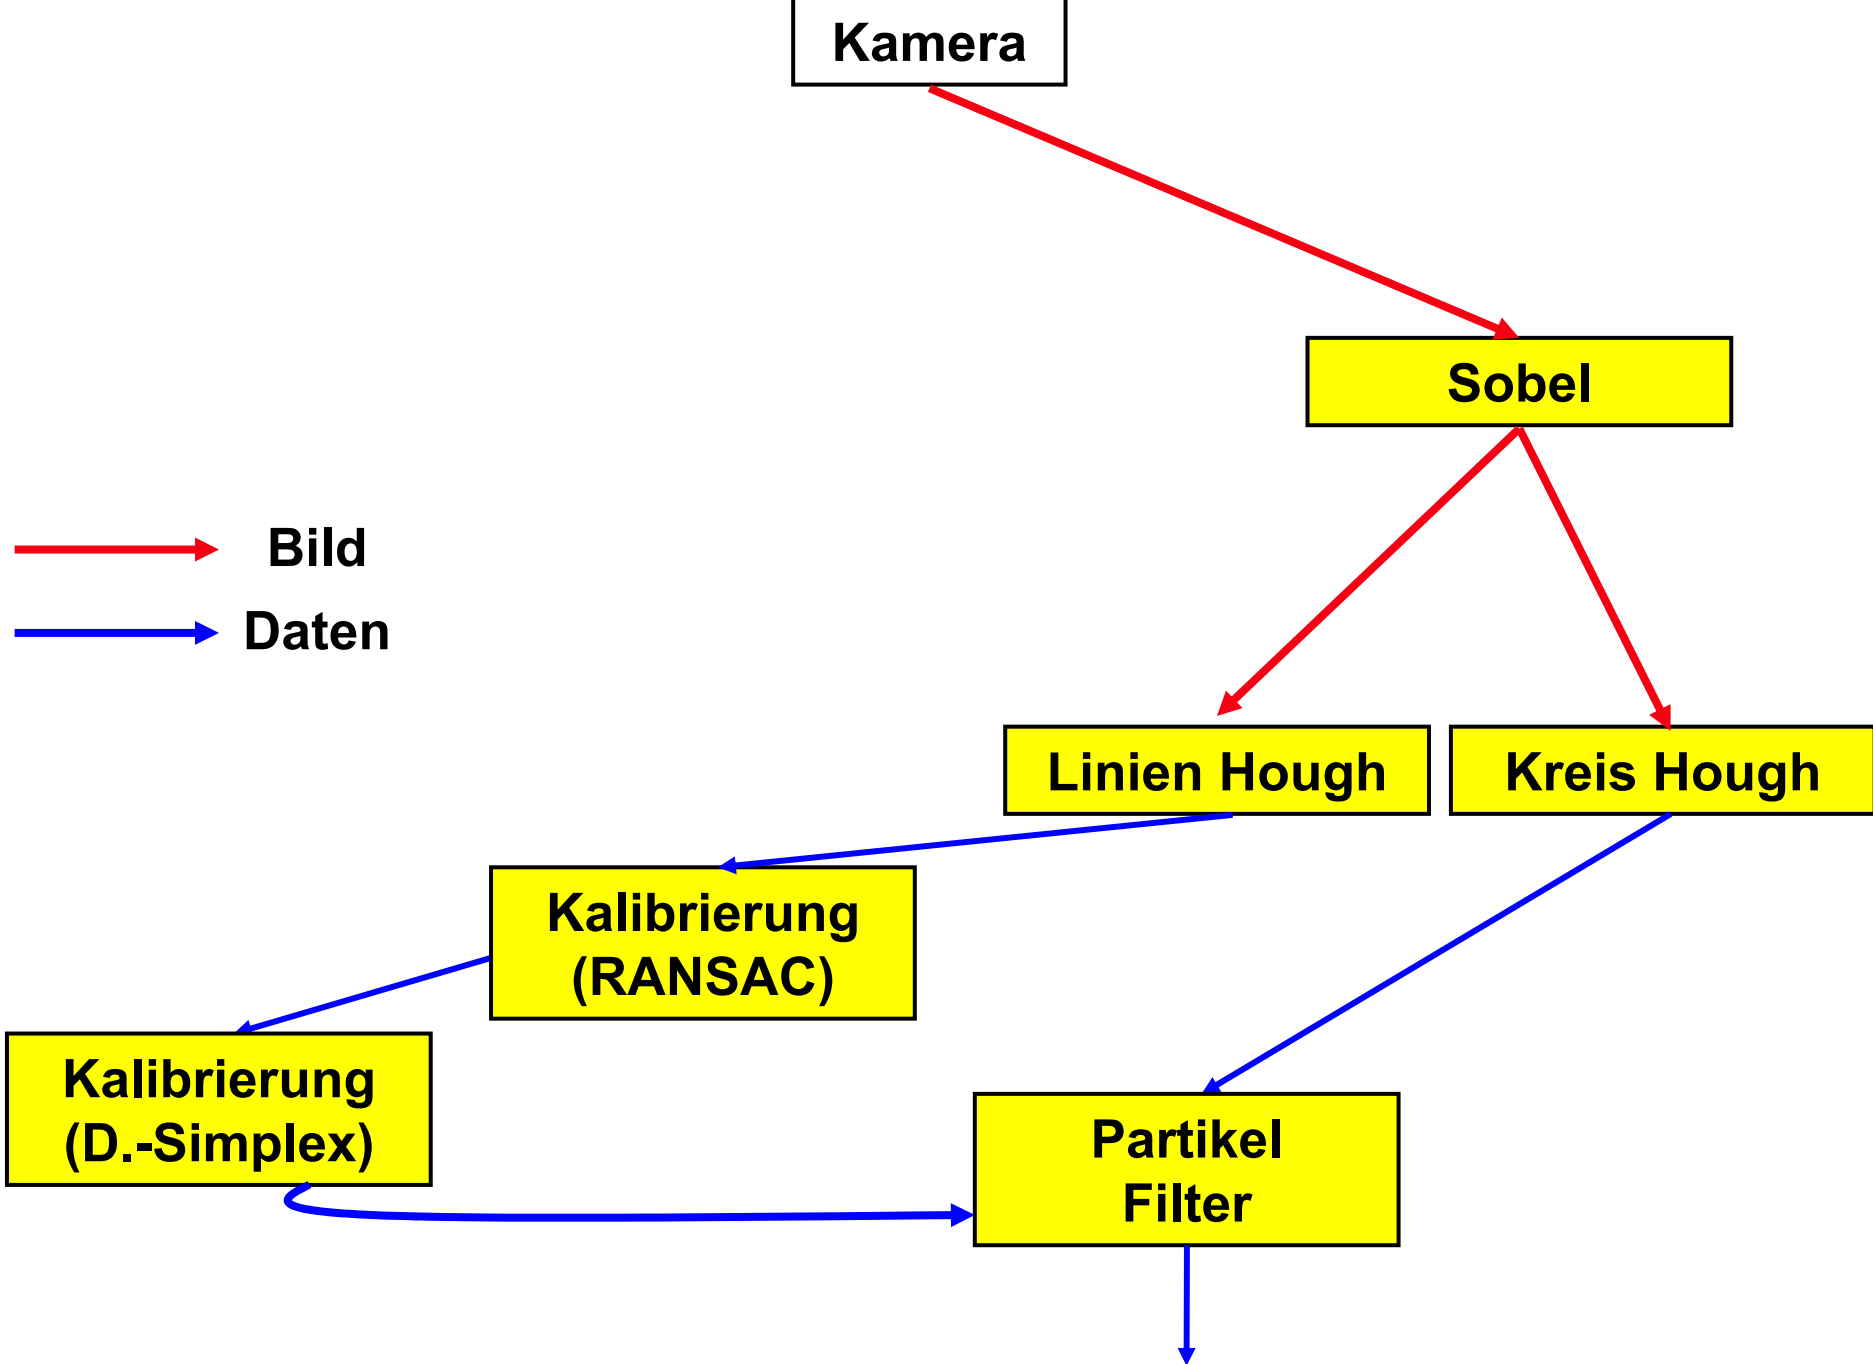 Kamera
Sobel
Bild
Daten
Linien Hough
Kreis Hough
Kalibrierung
(RANSAC)
Kalibrierung
(D.-Simplex)
Partikel
Filter